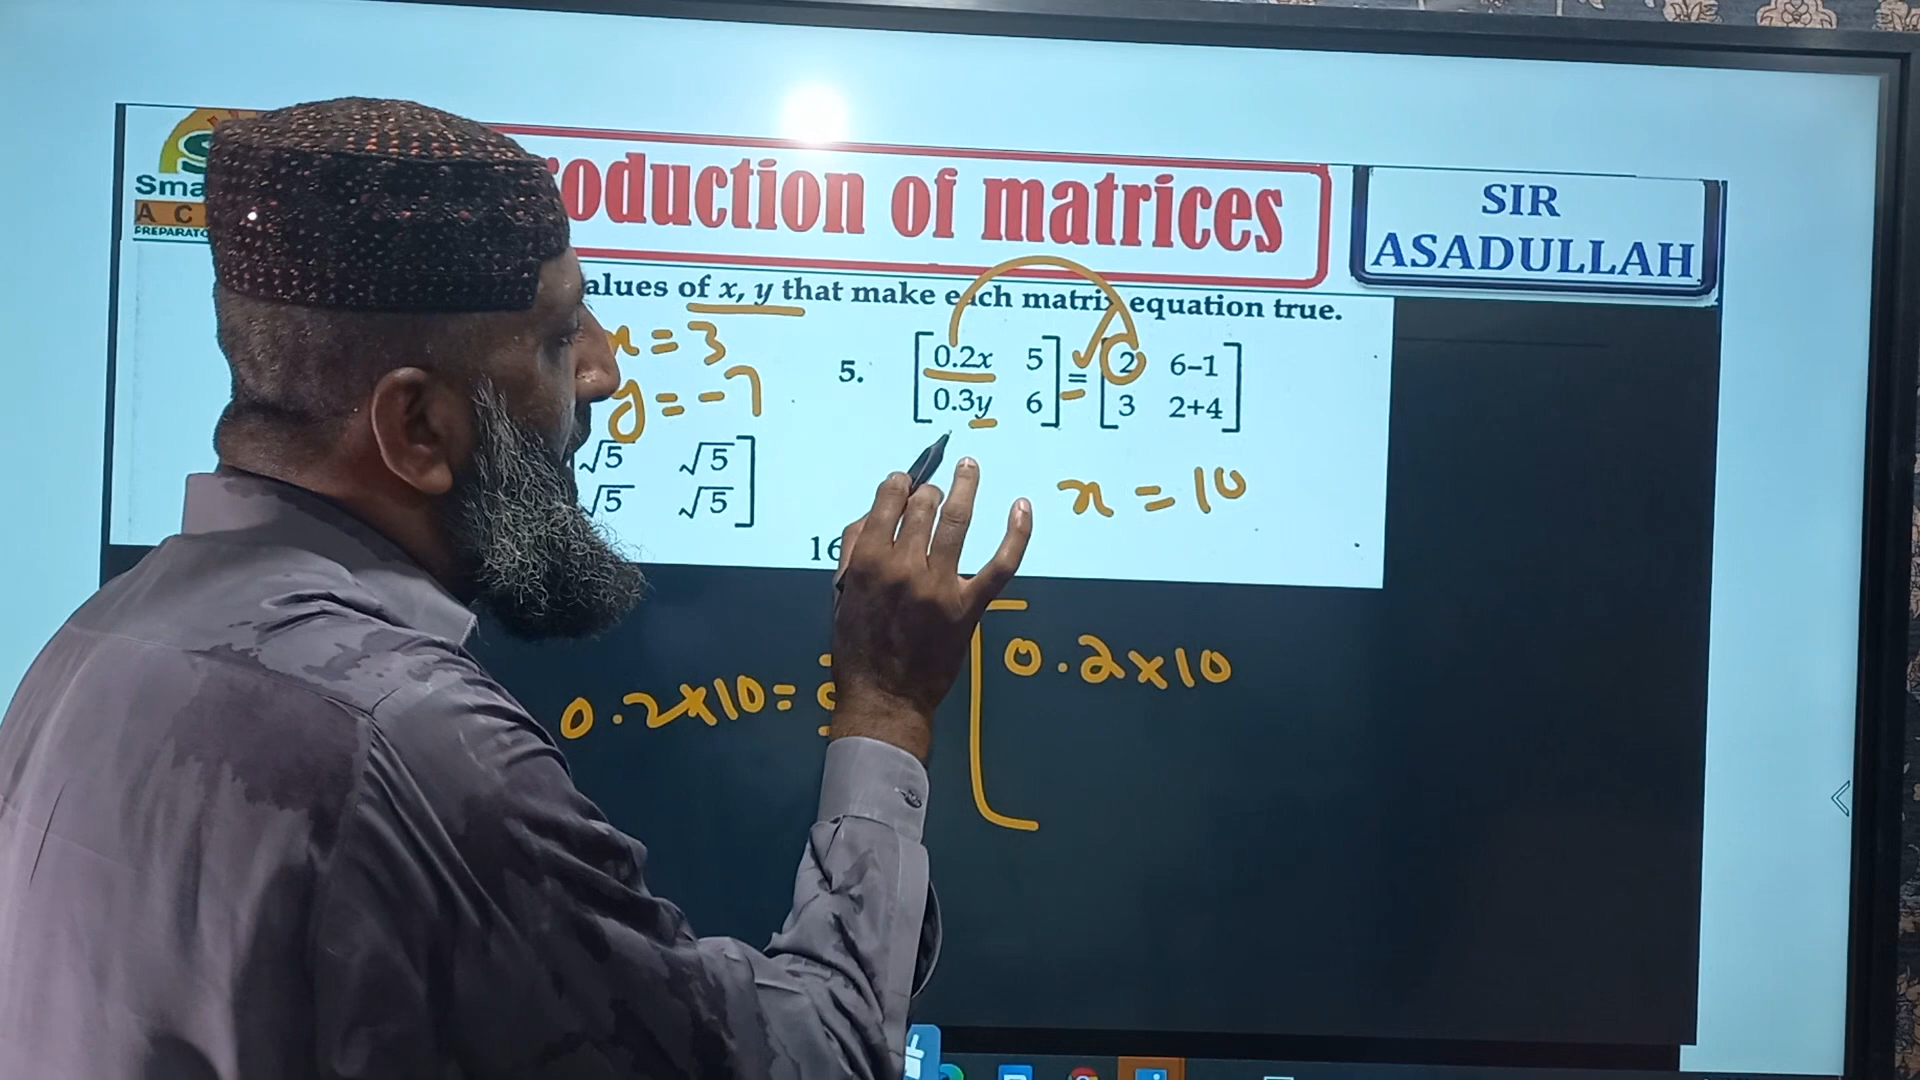 Sma
A C
PREPARATO
oduction of matrices
SIR
ASADULLAH
alues of x, y that make each matrix equation true.
x = 3
y = -7
5. [0.2x 5 = 2 6-1]
[0.3y 6 3 2+4]
√5 √5
√5 √5
x = 10
16
0.2x10=
0.2x10